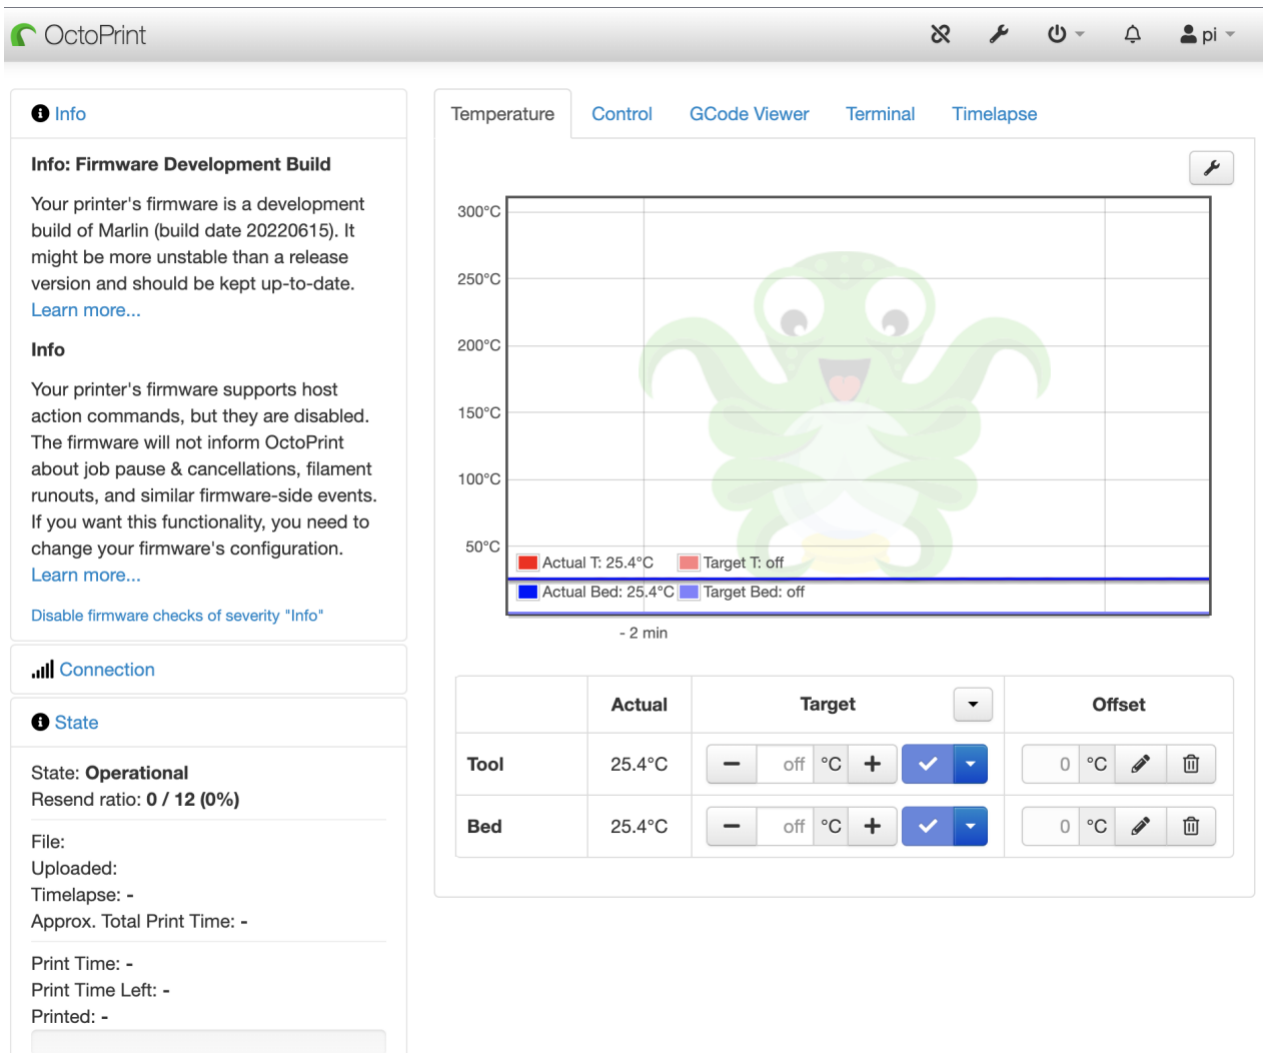 OctoPrint
pi
Info
Info: Firmware Development Build
Your printer's firmware is a development
build of Marlin (build date 20220615). It
might be more unstable than a release
version and should be kept up-to-date.
Learn more...
Info
Your printer's firmware supports host
action commands, but they are disabled.
The firmware will not inform OctoPrint
about job pause & cancellations, filament
runouts, and similar firmware-side events.
If you want this functionality, you need to
change your firmware's configuration.
Learn more...
Disable firmware checks of severity "Info"
Connection
State
State: Operational
Resend ratio: 0 / 12 (0%)
File:
Uploaded:
Timelapse: -
Approx. Total Print Time: -
Print Time: -
Print Time Left: -
Printed: -
Temperature Control GCode Viewer Terminal Timelapse
300°C
250°C
200°C
150°C
100°C
50°C
Actual T: 25.4°C Target T: off
Actual Bed: 25.4°C Target Bed: off
- 2 min
Actual Target Offset
Tool 25.4°C off °C 0 °C
Bed 25.4°C off °C 0 °C